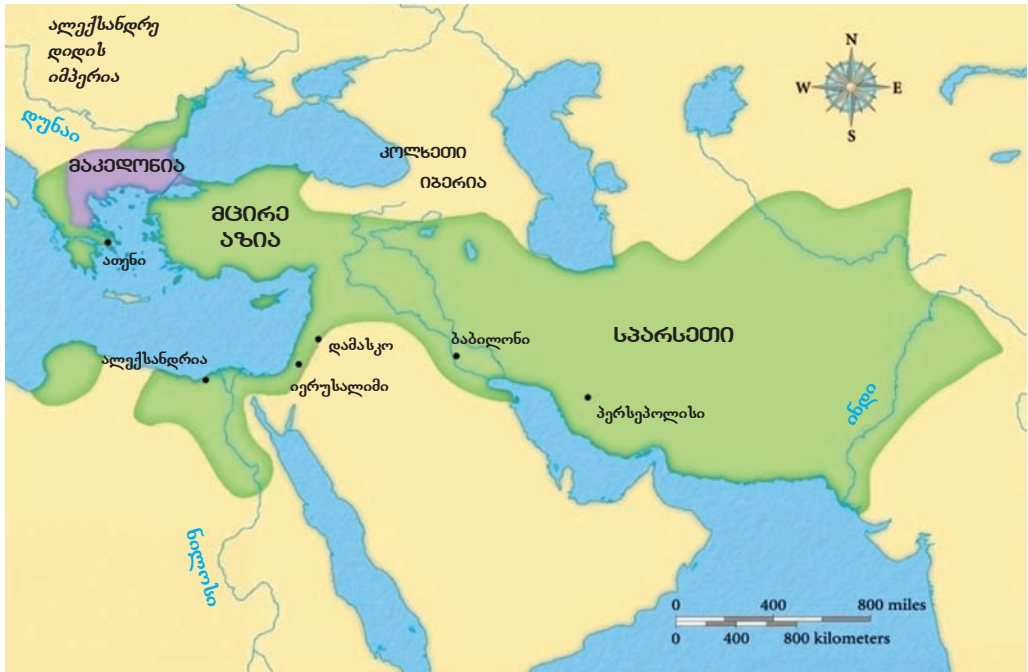 ალექსანდრე
დიდის
იმპერია
დუნაი
მაკედონია
კოლხეთი
იბერია
მცირე
აზია
ათენი
ალექსანდრია
დამასკო
იერუსალიმი
ბაბილონი
სპარსეთი
პერსეპოლისი
ინდი
ნილოსი
N
W
E
S
0 400 800 miles
0 400 800 kilometers